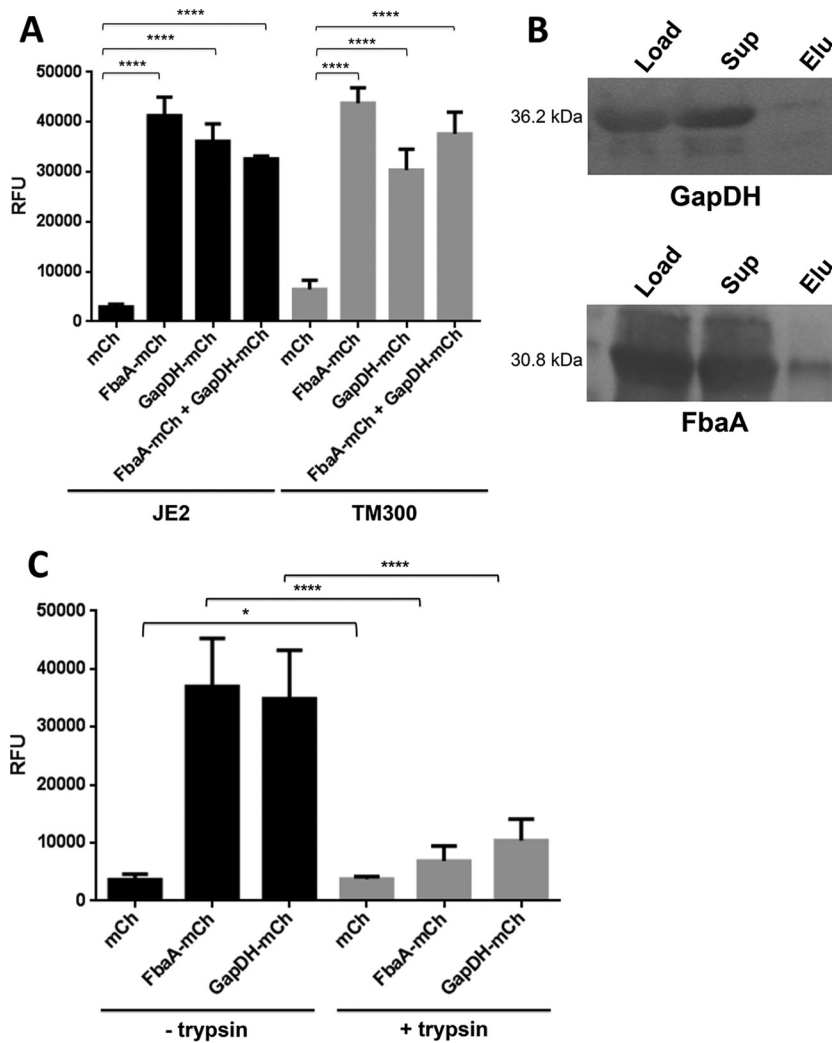 A
****
****
****
****
****
****
RFU
50000
40000
30000
20000
10000
0
mCh
FbaA-mCh
GapDH-mCh
FbaA-mCh + GapDH-mCh
mCh
FbaA-mCh
GapDH-mCh
FbaA-mCh + GapDH-mCh
JE2
TM300
B
Load
Sup
Elu
36.2 kDa
GapDH
Load
Sup
Elu
30.8 kDa
FbaA
C
****
****
*
RFU
50000
40000
30000
20000
10000
0
mCh
FbaA-mCh
GapDH-mCh
mCh
FbaA-mCh
GapDH-mCh
- trypsin
+ trypsin